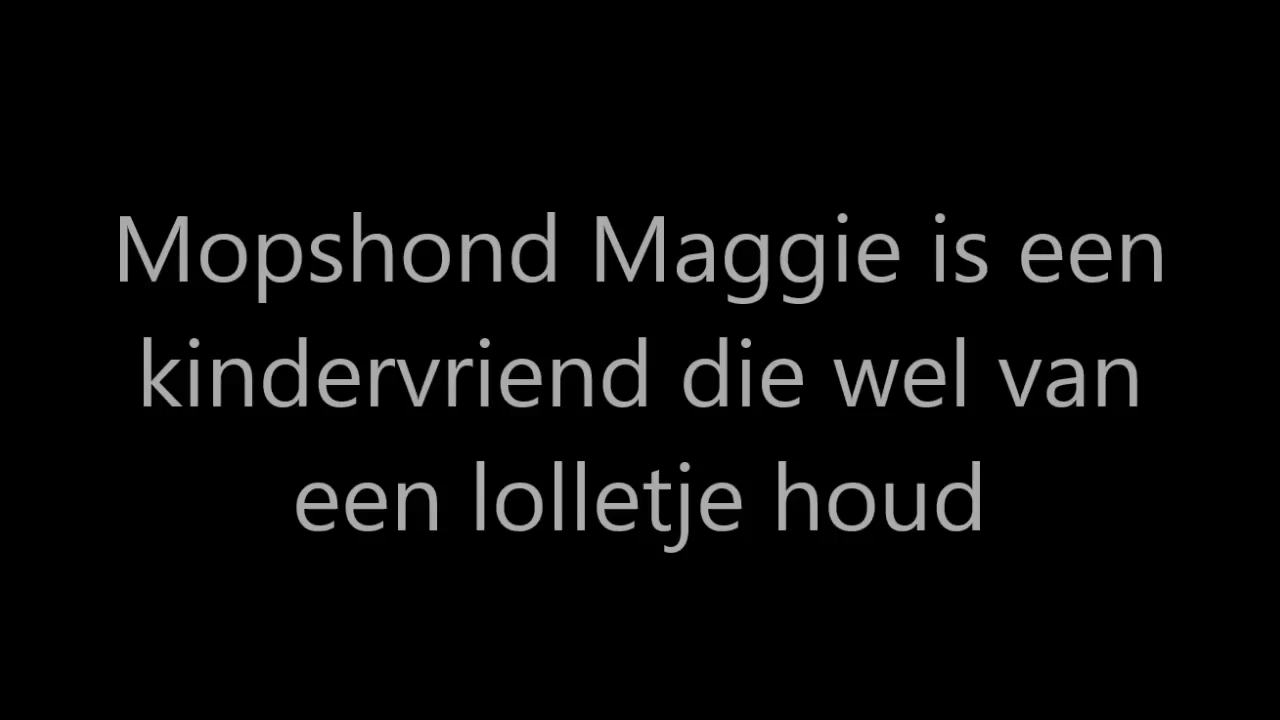 Mopshond Maggie is een
kindervriend die wel van
een lolletje houd